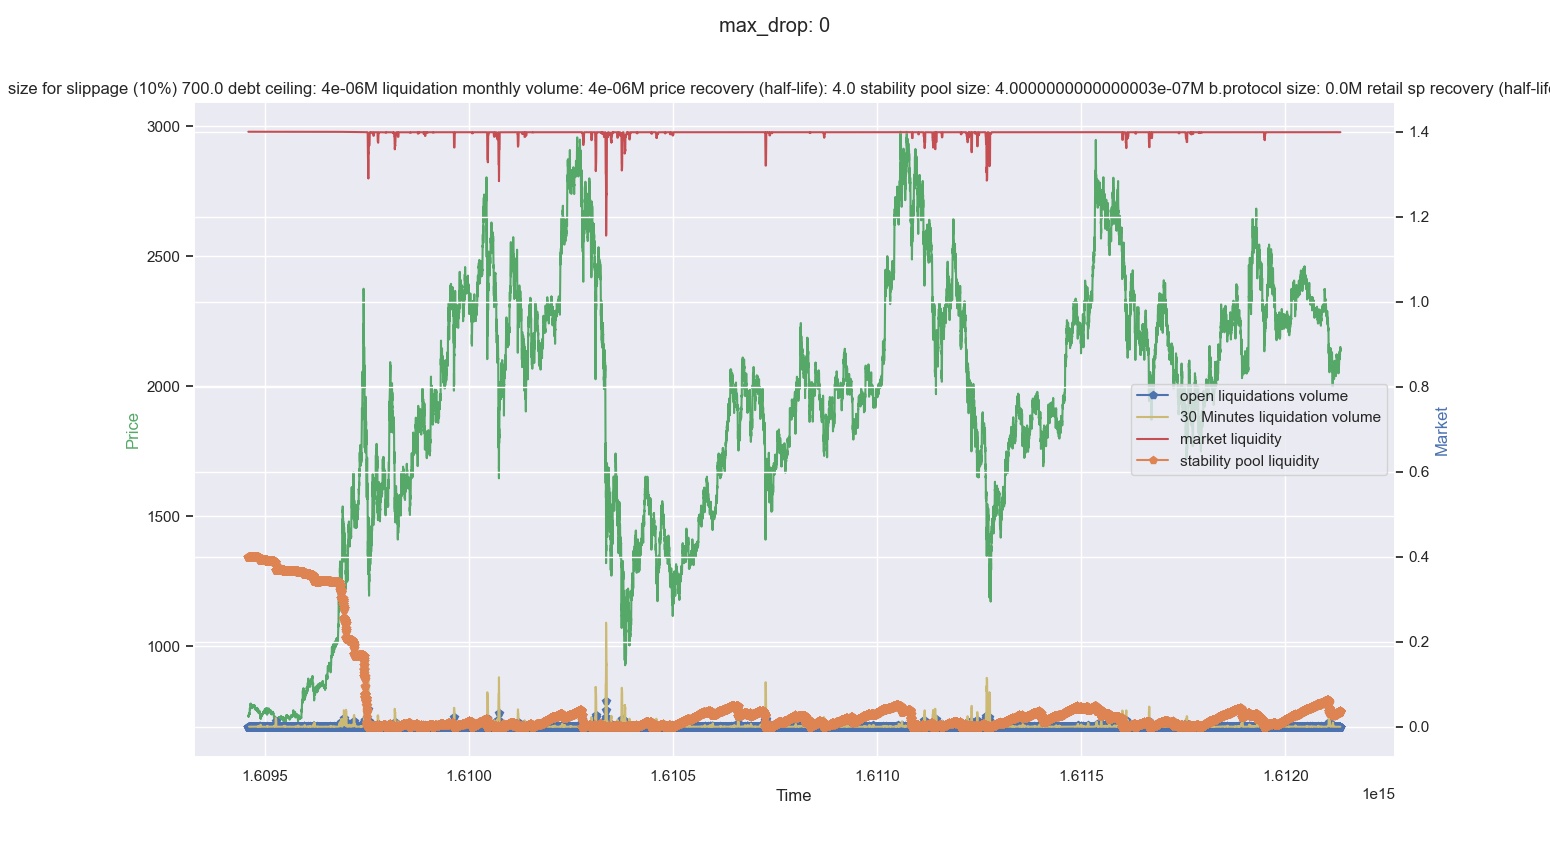 max_drop: 0
size for slippage (10%) 700.0 debt ceiling: 4e-06M liquidation monthly volume: 4e-06M price recovery (half-life): 4.0 stability pool size: 4.0000000000000003e-07M b.protocol size: 0.0M retail sp recovery (half-life
3000
2500
2000
1500
1000
Price
1.4
1.2
1.0
0.8
0.6
0.4
0.2
0.0
Market
open liquidations volume
30 Minutes liquidation volume
market liquidity
stability pool liquidity
1.6095 1.6100 1.6105 1.6110 1.6115 1.6120
1e15
Time